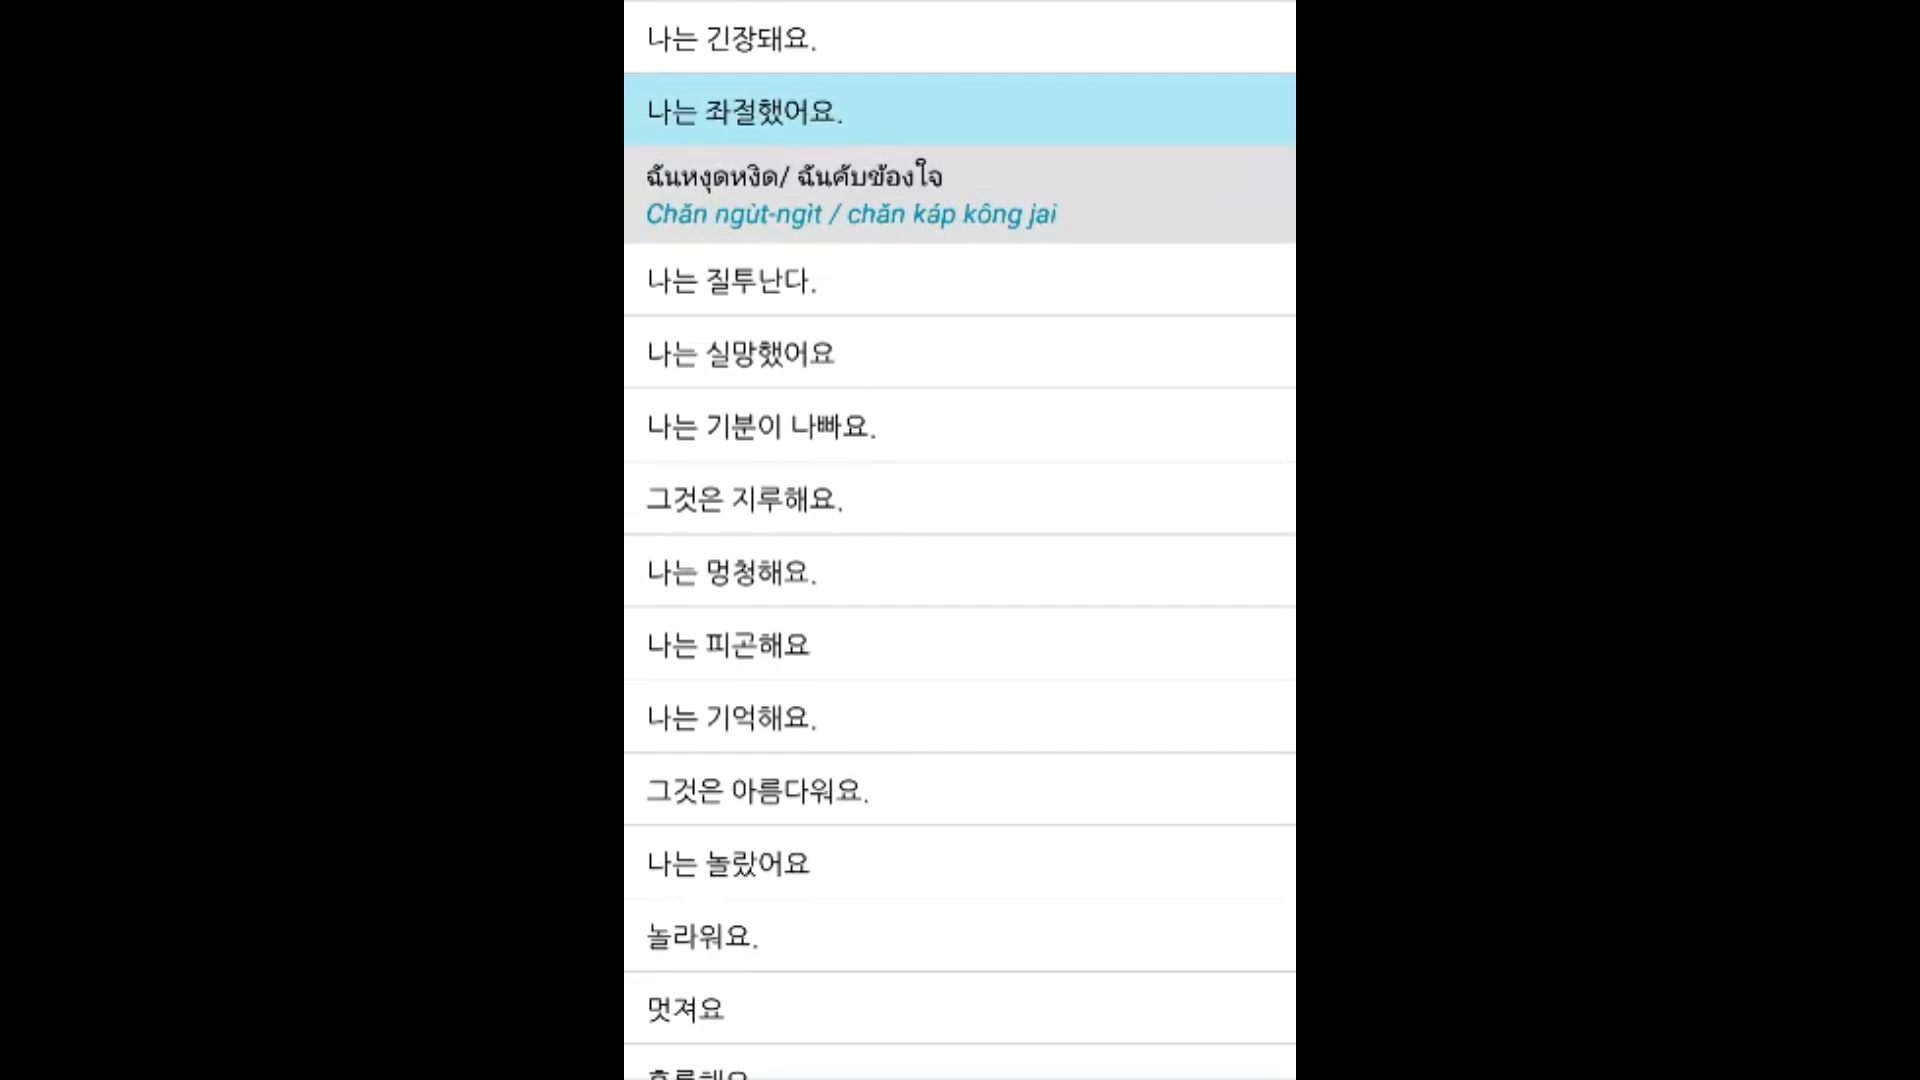 나는 긴장돼요.
나는 좌절했어요.
ฉันหงุดหงิด/ ฉันคับข้องใจ
Chăn ngùt-ngìt / chăn káp kông jai
나는 질투난다.
나는 실망했어요
나는 기분이 나빠요.
그것은 지루해요.
나는 멍청해요.
나는 피곤해요
나는 기억해요.
그것은 아름다워요.
나는 놀랐어요
놀라워요.
멋져요